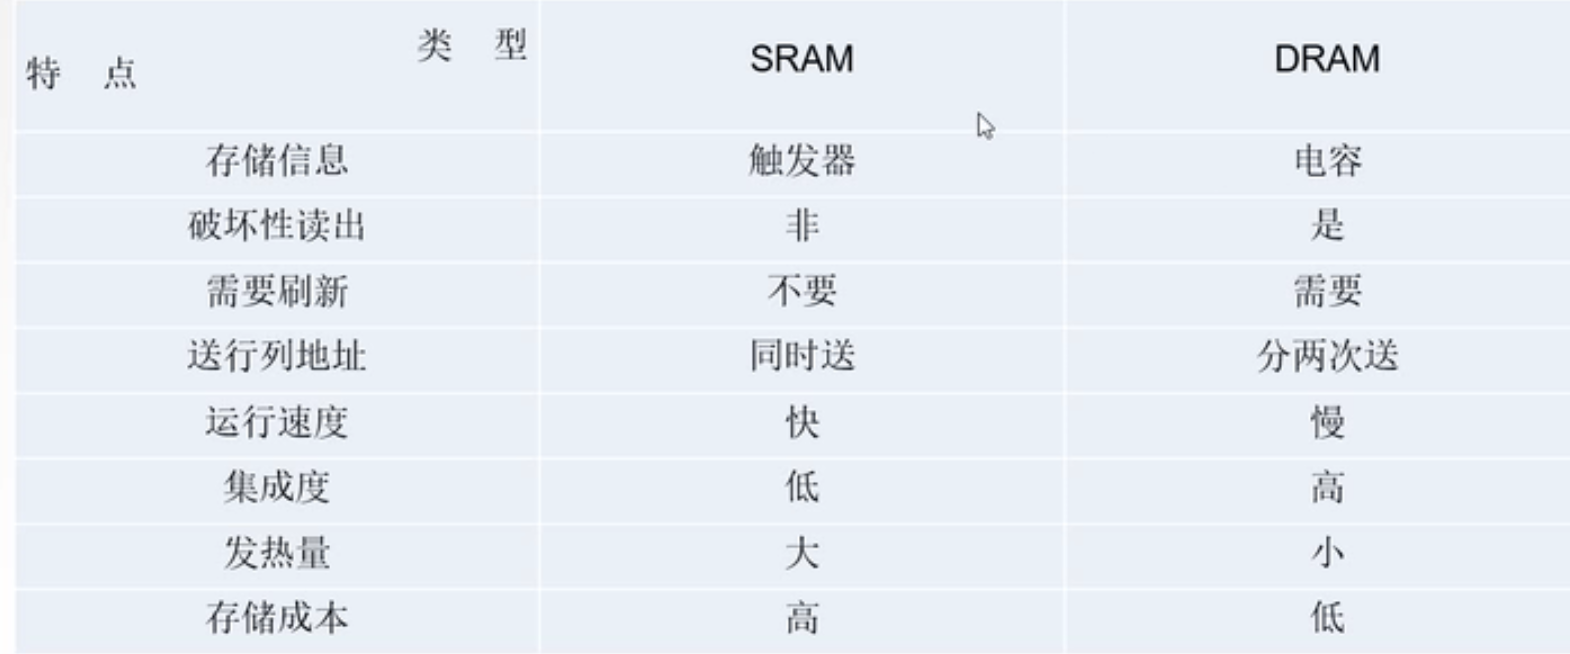 类 型
特 点
SRAM
DRAM
存储信息 触发器 电容
破坏性读出 非 是
需要刷新 不要 需要
送行列地址 同时送 分两次送
运行速度 快 慢
集成度 低 高
发热量 大 小
存储成本 高 低